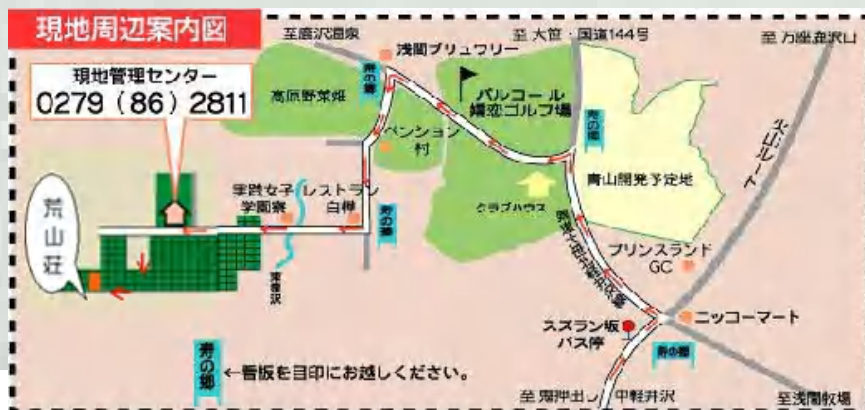 現地周辺案内図
現地管理センター
0279(86)2811
至鹿沢温泉
浅間ブリュワリー
至大笹・国道144号
至万座鹿沢口
高原野菜畑
寿の郷
パルコール
嬬恋ゴルフ場
寿の郷
火山ルート
ペンション
村
青山開発予定地
クラブハウス
実践女子
学園寮
レストラン
白樺
寿の郷
荒山荘
プリンスランド
GC
スズラン坂
バス停
ニッコーマート
寿の郷
寿の郷
←看板を目印にお越しください。
至鬼押出し
中軽井沢
至浅間牧場